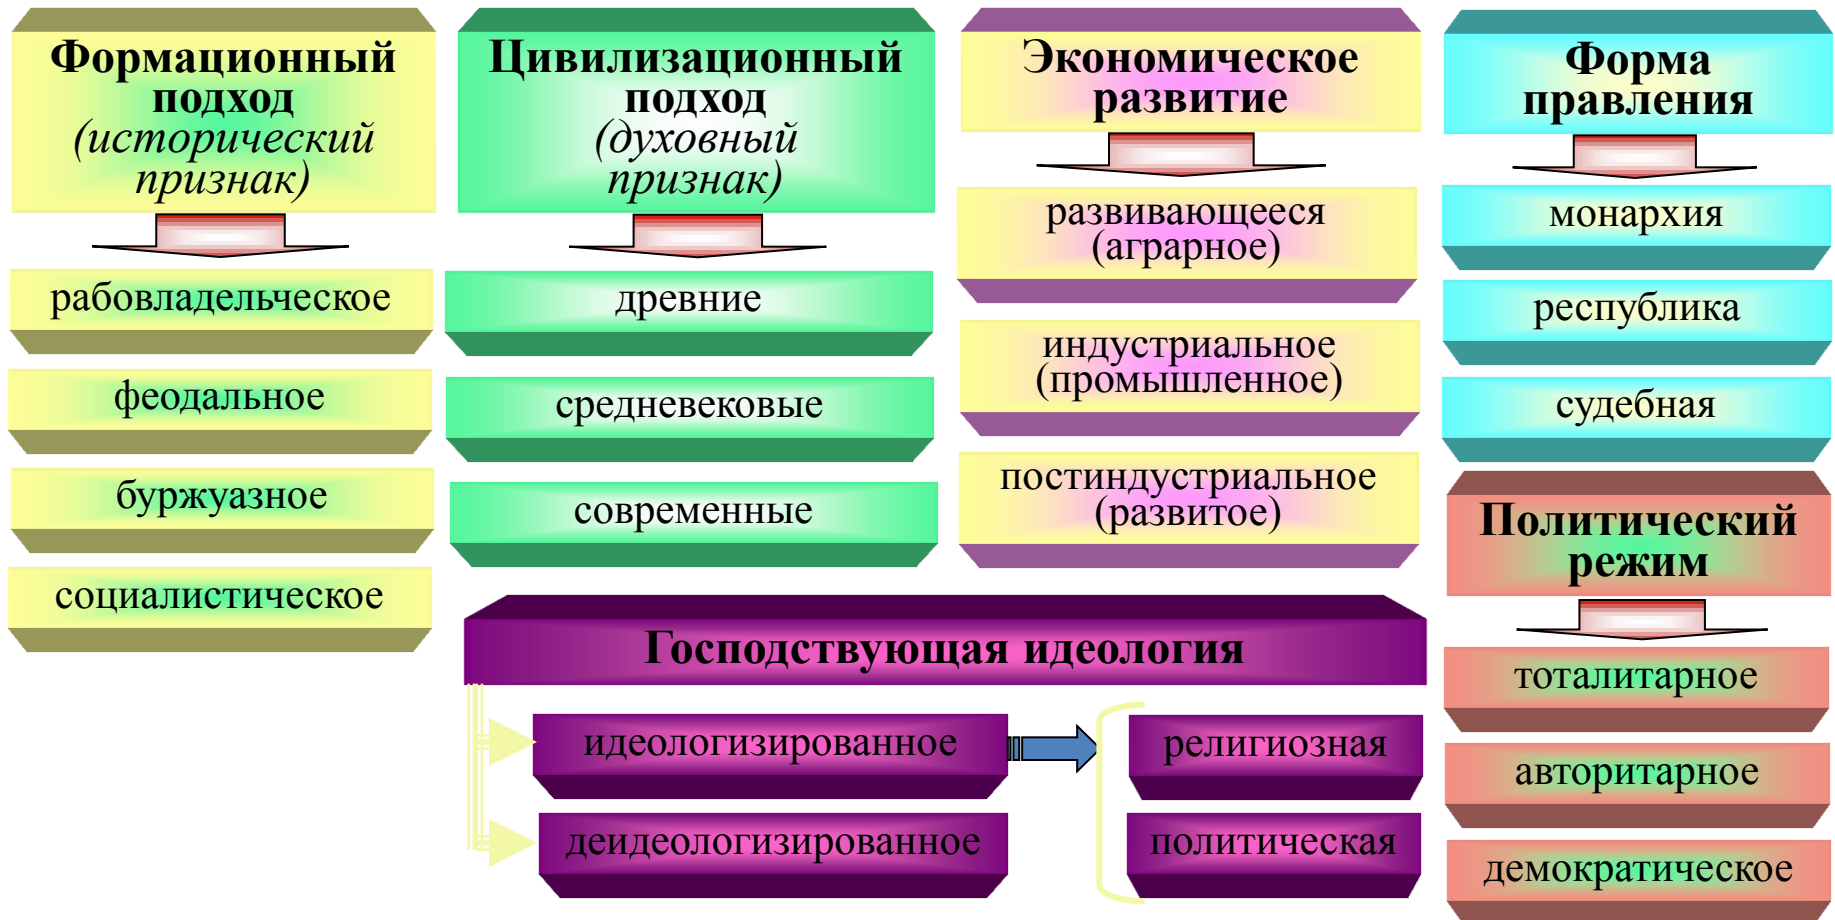 Формационный
подход
(исторический
признак)
рабовладельческое
феодальное
буржуазное
социалистическое
Цивилизационный
подход
(духовный
признак)
древние
средневековые
современные
Экономическое
развитие
развивающееся
(аграрное)
индустриальное
(промышленное)
постиндустриальное
(развитое)
Форма
правления
монархия
республика
судебная
Политический
режим
тоталитарное
авторитарное
демократическое
Господствующая идеология
идеологизированное
деидеологизированное
религиозная
политическая